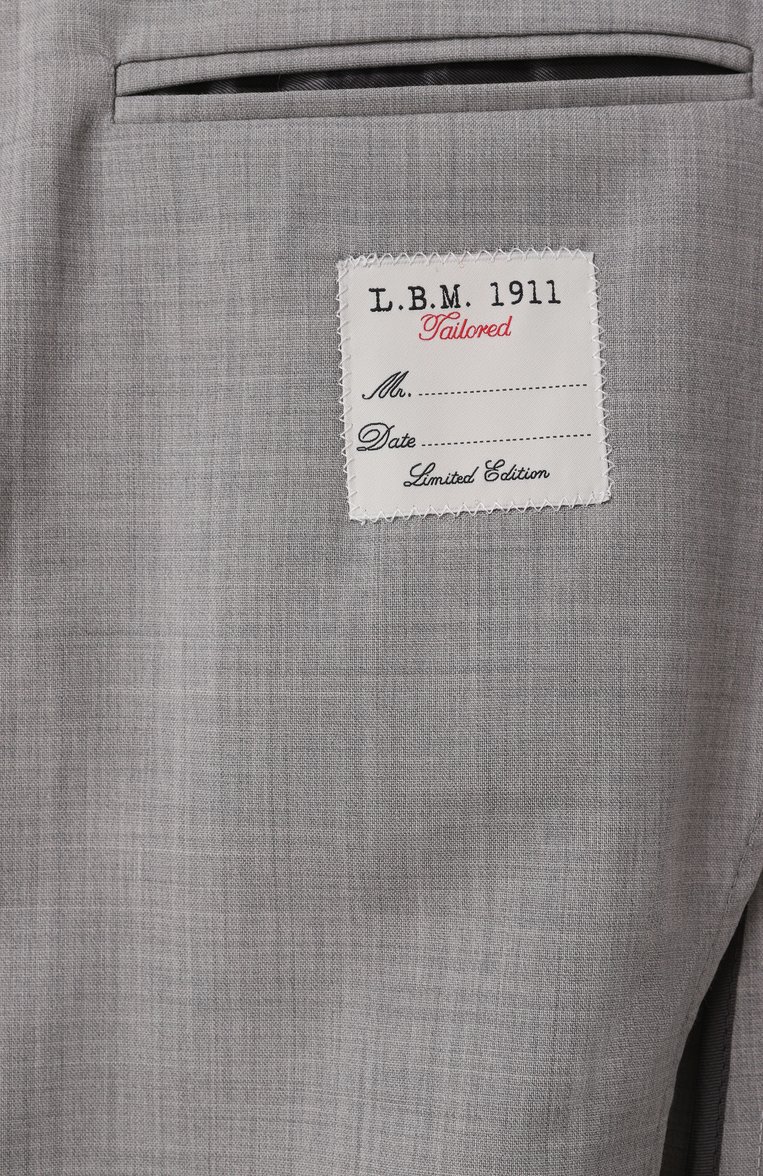 L.B.M. 1911
Tailored
Mr. ....................
Date ....................
Limited Edition